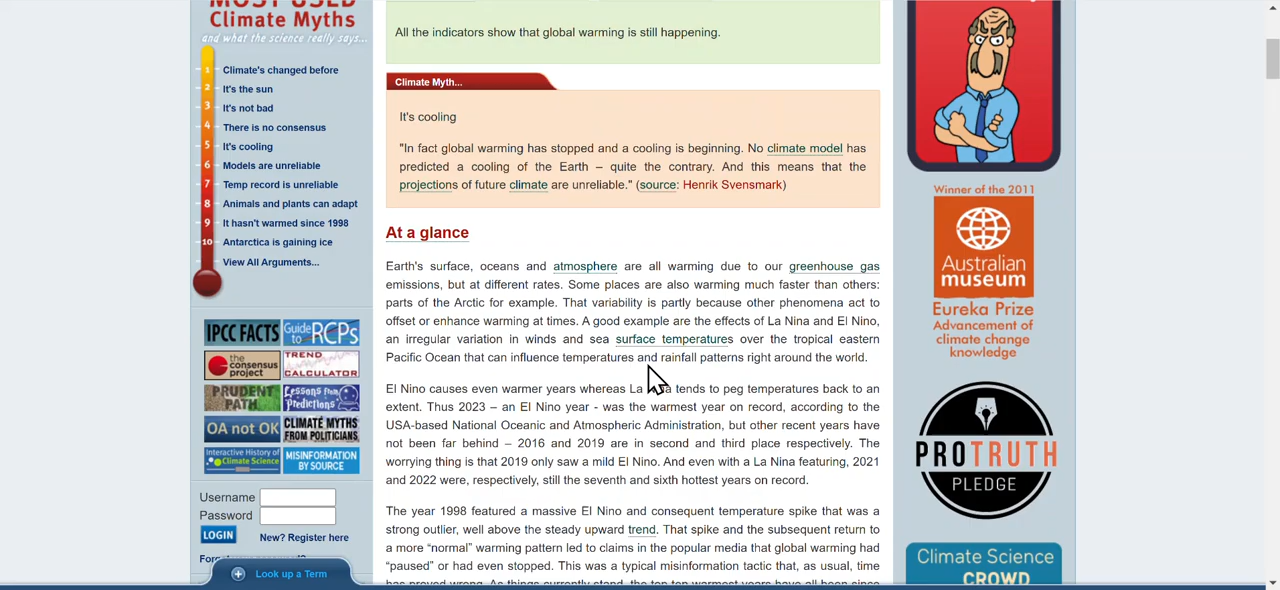 MOST USED
Climate Myths
and what the science really says...
1 Climate's changed before
2 It's the sun
3 It's not bad
4 There is no consensus
5 It's cooling
6 Models are unreliable
7 Temp record is unreliable
8 Animals and plants can adapt
9 It hasn't warmed since 1998
10 Antarctica is gaining ice
View All Arguments...
IPCC FACTS
Guide to RCPs
the consensus project
TREND CALCULATOR
PRUDENT PATH
Lessons from Predictions
OA not OK
CLIMATE MYTHS FROM POLITICIANS
Interactive History of Climate Science
MISINFORMATION BY SOURCE
Username
Password
LOGIN
New? Register here
Look up a Term
All the indicators show that global warming is still happening.
Climate Myth...
It's cooling
"In fact global warming has stopped and a cooling is beginning. No climate model has
predicted a cooling of the Earth – quite the contrary. And this means that the
projections of future climate are unreliable." (source: Henrik Svensmark)
At a glance
Earth's surface, oceans and atmosphere are all warming due to our greenhouse gas
emissions, but at different rates. Some places are also warming much faster than others:
parts of the Arctic for example. That variability is partly because other phenomena act to
offset or enhance warming at times. A good example are the effects of La Nina and El Nino,
an irregular variation in winds and sea surface temperatures over the tropical eastern
Pacific Ocean that can influence temperatures and rainfall patterns right around the world.
El Nino causes even warmer years whereas La tends to peg temperatures back to an
extent. Thus 2023 – an El Nino year - was the warmest year on record, according to the
USA-based National Oceanic and Atmospheric Administration, but other recent years have
not been far behind – 2016 and 2019 are in second and third place respectively. The
worrying thing is that 2019 only saw a mild El Nino. And even with a La Nina featuring, 2021
and 2022 were, respectively, still the seventh and sixth hottest years on record.
The year 1998 featured a massive El Nino and consequent temperature spike that was a
strong outlier, well above the steady upward trend. That spike and the subsequent return to
a more “normal” warming pattern led to claims in the popular media that global warming had
“paused” or had even stopped. This was a typical misinformation tactic that, as usual, time
has proved wrong. As things currently stand, the top ten warmest years have all been since
Winner of the 2011
Australian
museum
Eureka Prize
Advancement of
climate change
knowledge
PROTRUTH
PLEDGE
Climate Science
CROWD